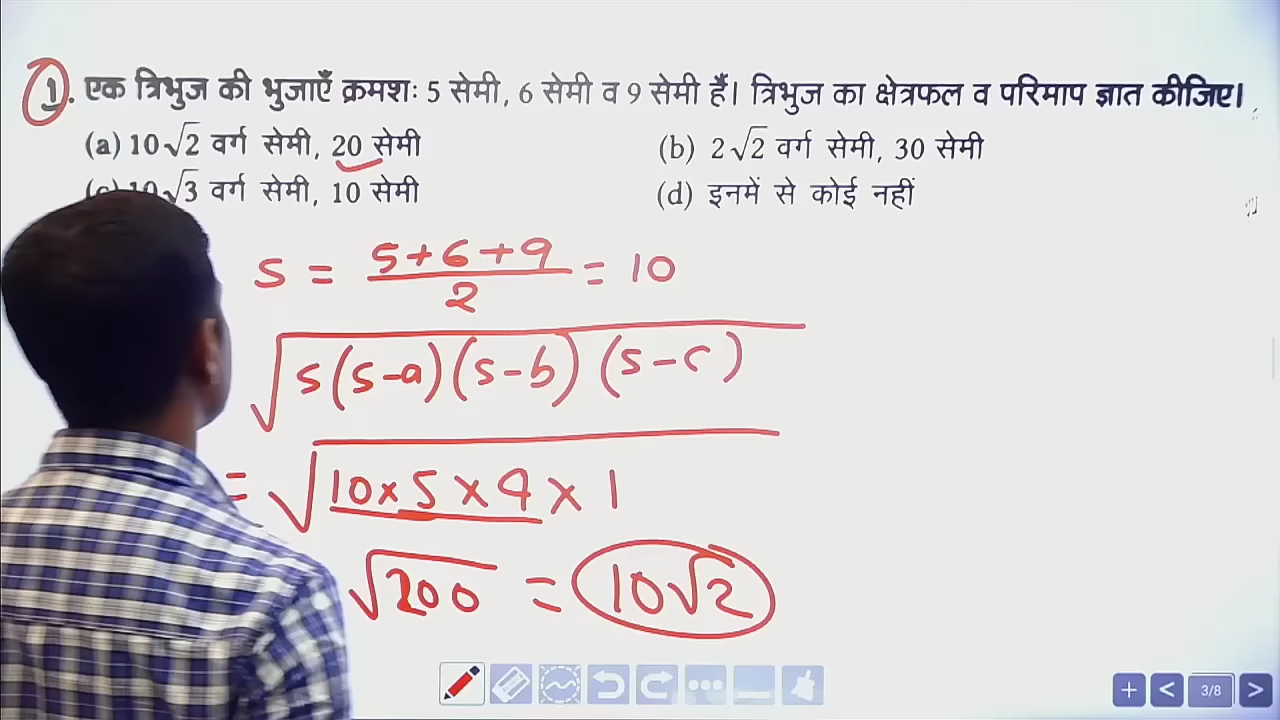 1. एक त्रिभुज की भुजाएँ क्रमशः 5 सेमी, 6 सेमी व 9 सेमी हैं। त्रिभुज का क्षेत्रफल व परिमाप ज्ञात कीजिए।
(a) 10√2 वर्ग सेमी, 20 सेमी (b) 2√2 वर्ग सेमी, 30 सेमी
(c) 10√3 वर्ग सेमी, 10 सेमी (d) इनमें से कोई नहीं
S = 5+6+9/2 = 10
√s(s-a)(s-b)(s-c)
= √10×5×4×1
√200 = 10√2
3/8